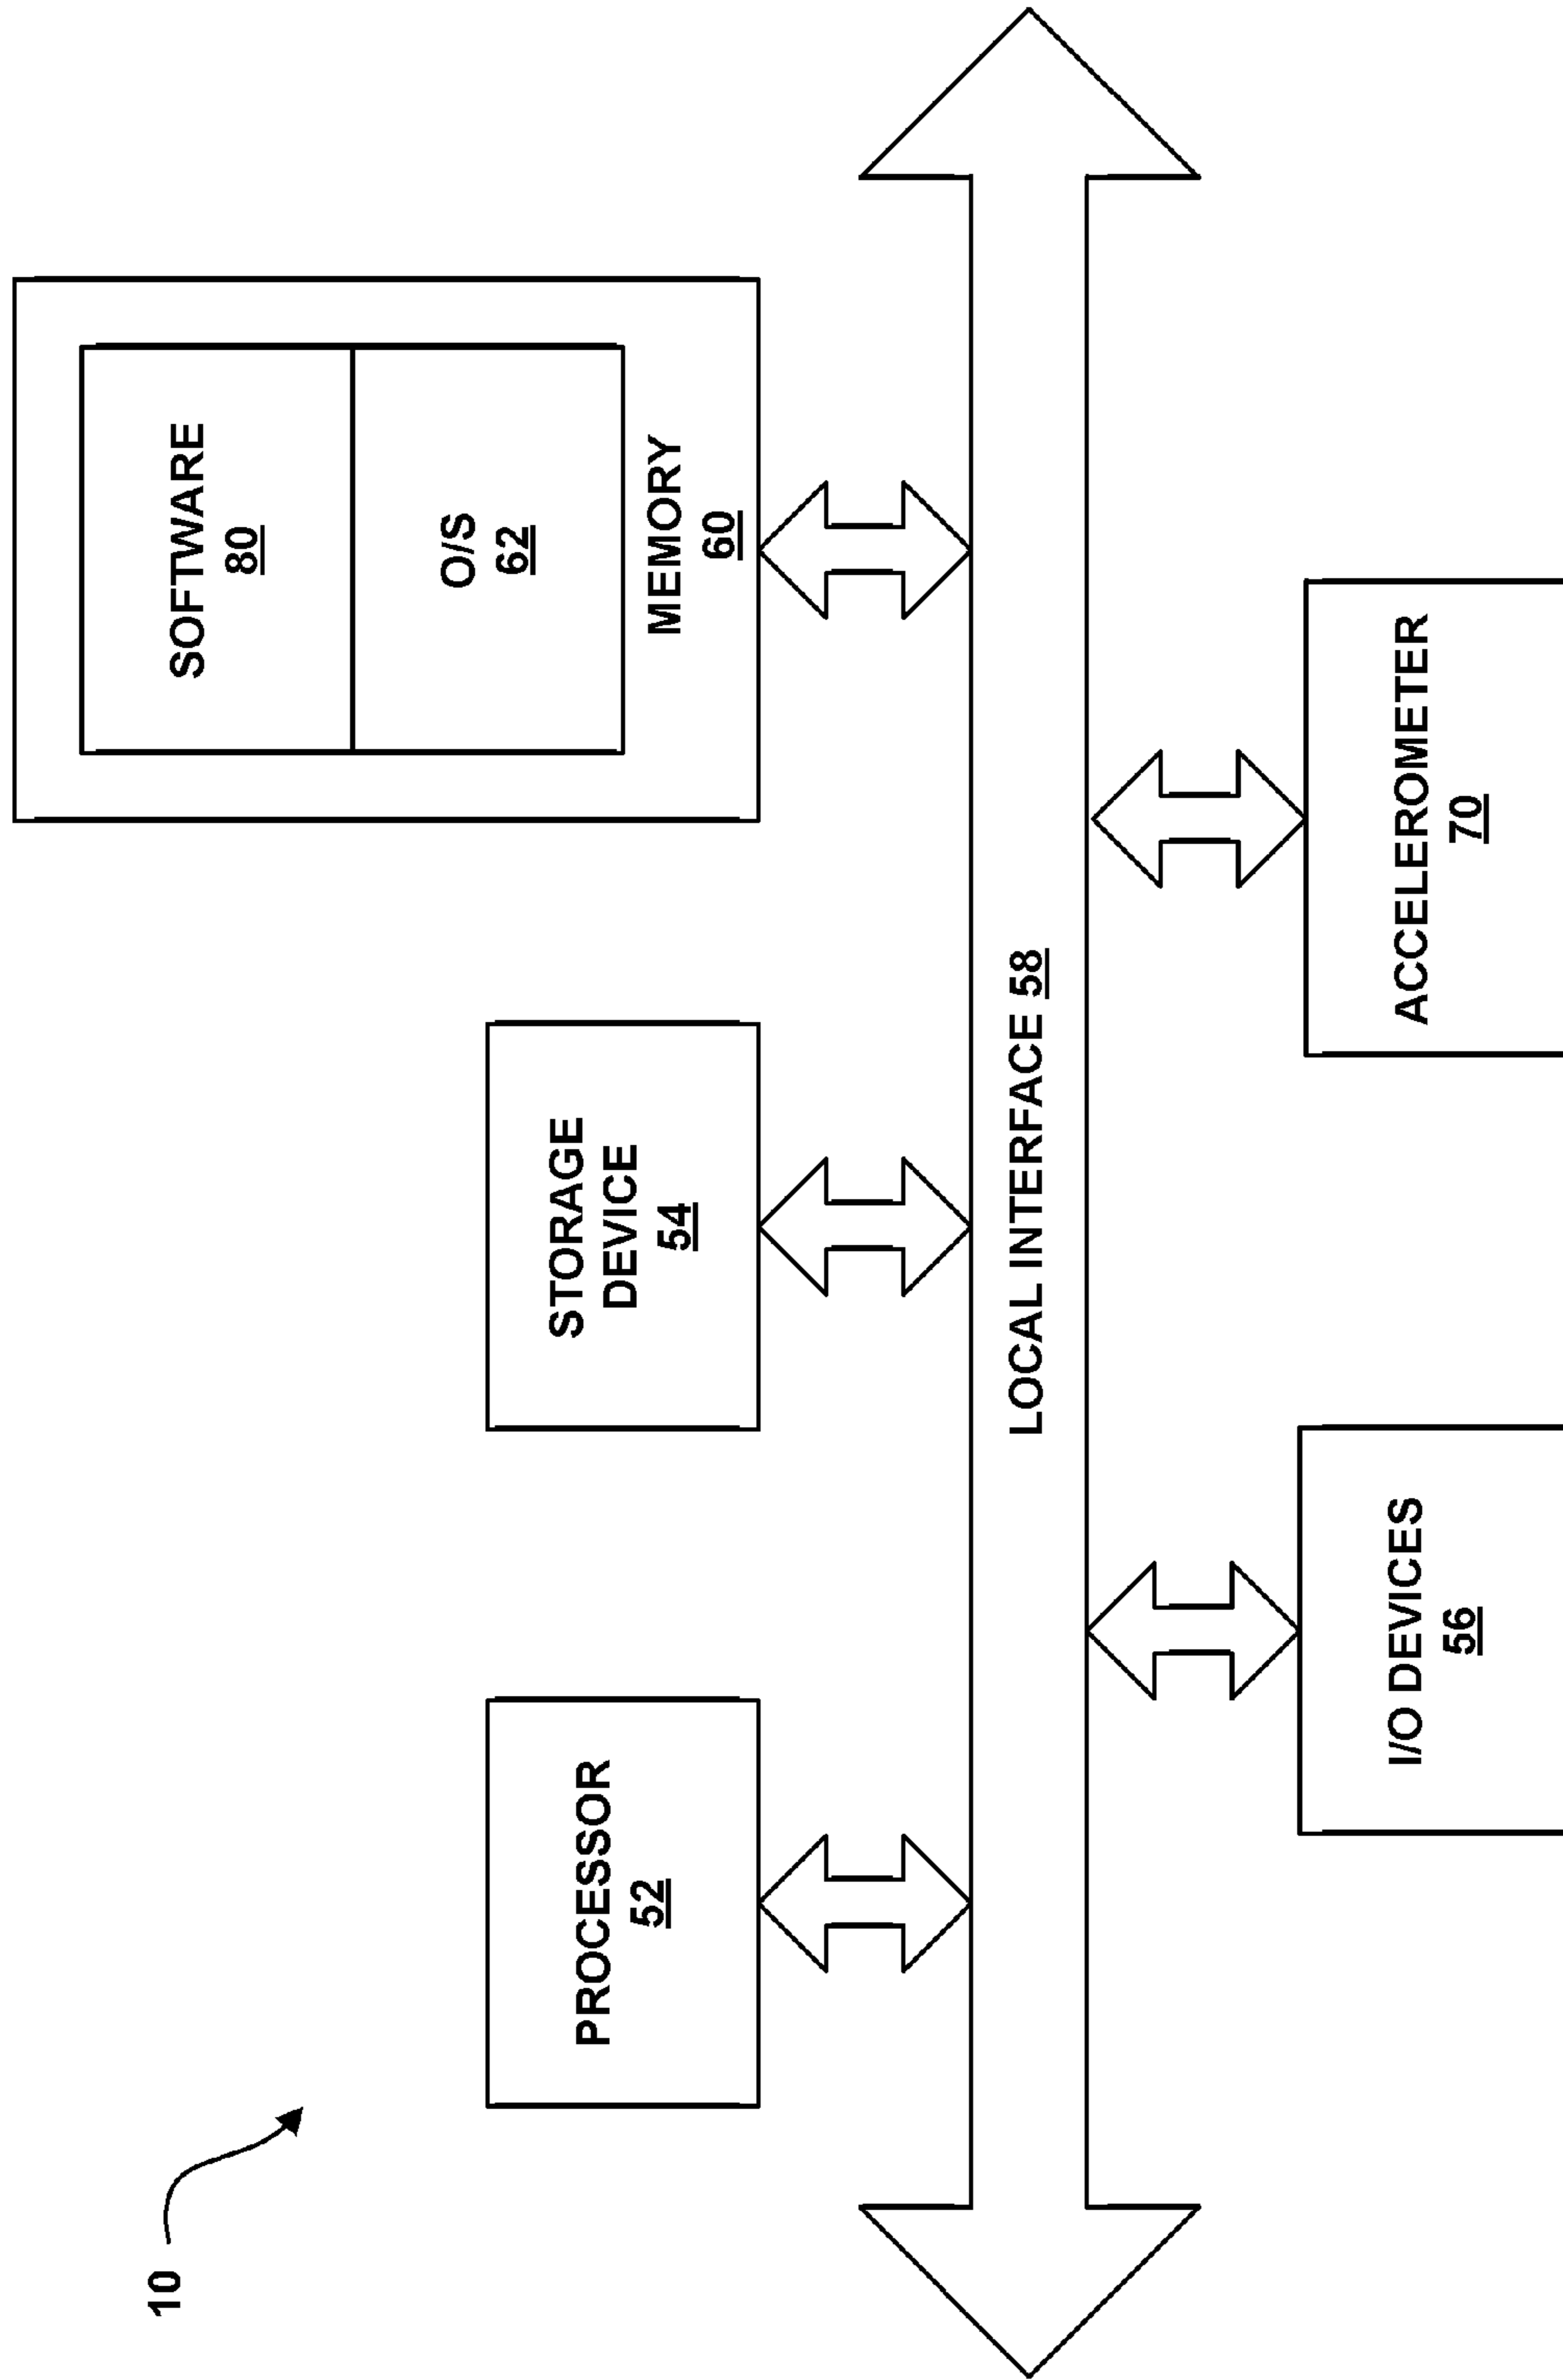 10
PROCESSOR
52
STORAGE
DEVICE
54
SOFTWARE
80
O/S
62
MEMORY
60
LOCAL INTERFACE 58
I/O DEVICES
56
ACCELEROMETER
70